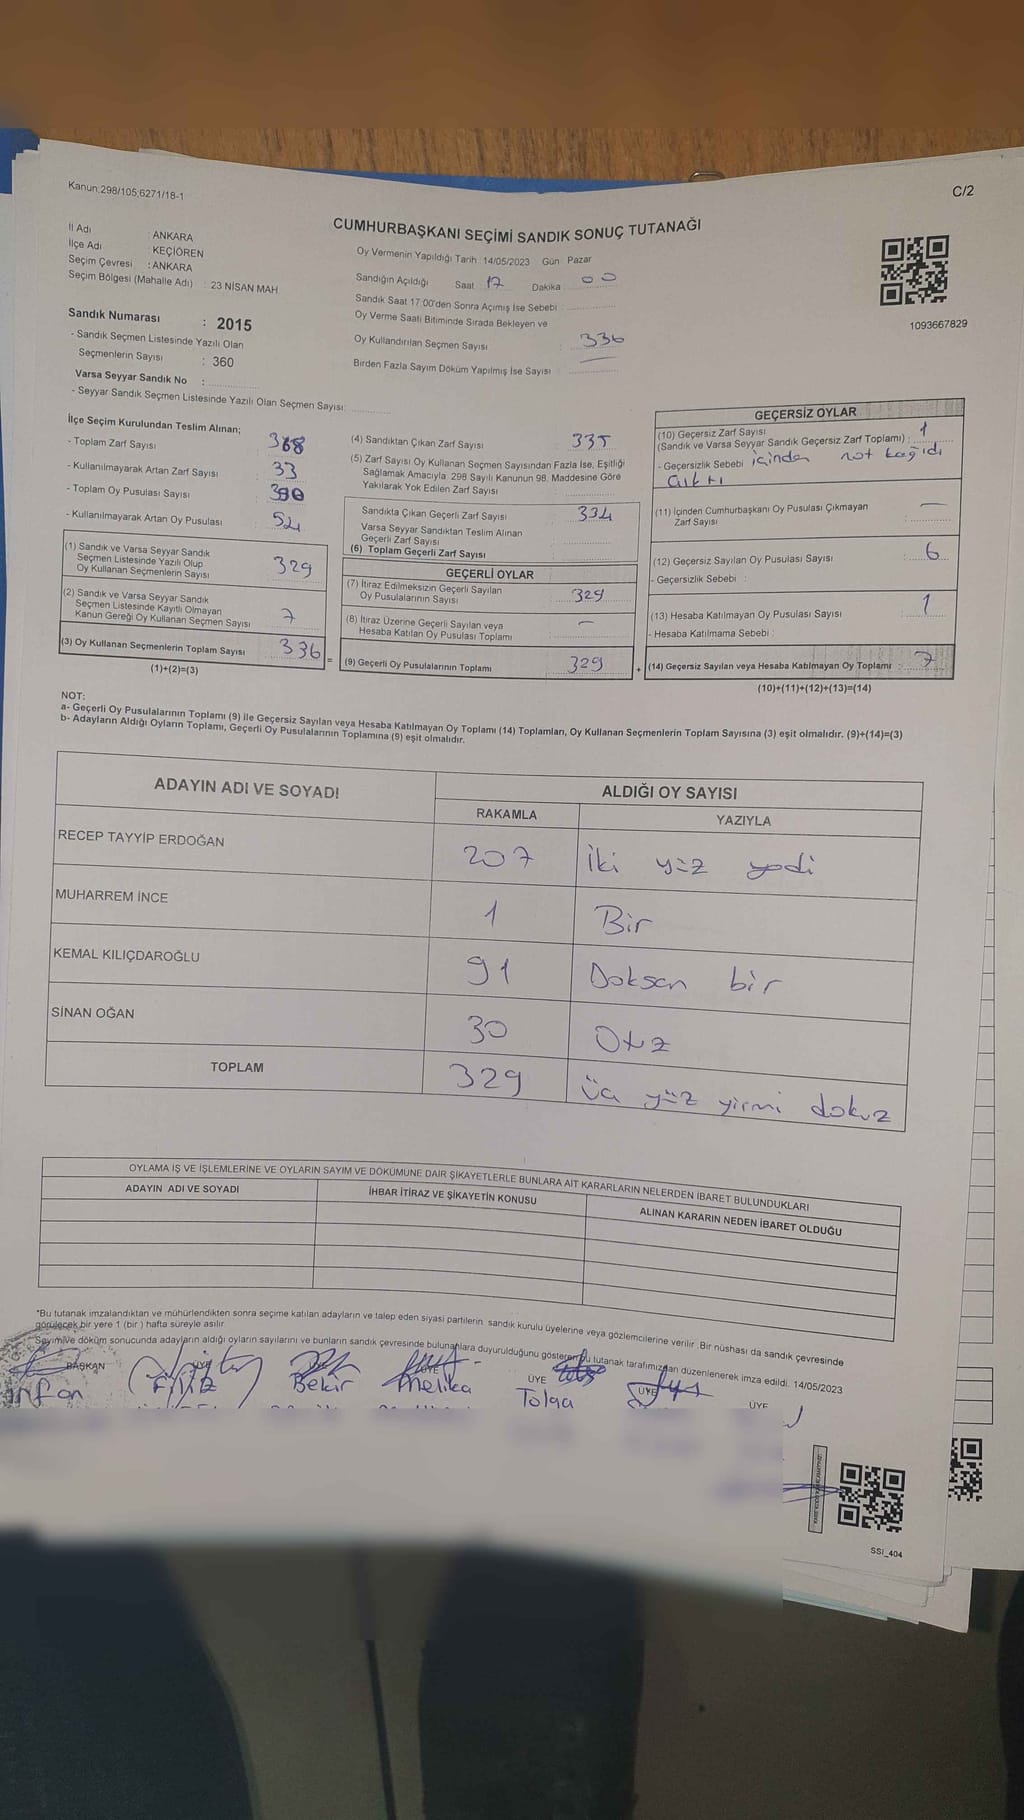 Kanun;298/105;6271/18-1
C/2
CUMHURBAŞKANI SEÇİMİ SANDIK SONUÇ TUTANAĞI
İl Adı : ANKARA
İlçe Adı : KEÇİÖREN
Seçim Çevresi : ANKARA
Seçim Bölgesi (Mahalle Adı) : 23 NİSAN MAH
Sandık Numarası : 2015
- Sandık Seçmen Listesinde Yazılı Olan
Seçmenlerin Sayısı : 360
Varsa Seyyar Sandık No :
- Seyyar Sandık Seçmen Listesinde Yazılı Olan Seçmen Sayısı:
Oy Vermenin Yapıldığı Tarih: 14/05/2023 Gün: Pazar
Sandığın Açıldığı Saat 17 Dakika 00
Sandık Saat 17:00'den Sonra Açımış İse Sebebi :
Oy Verme Saati Bitiminde Sırada Bekleyen ve
Oy Kullandırılan Seçmen Sayısı : 336
Birden Fazla Sayım Döküm Yapılmış İse Sayısı
1093667829
İlçe Seçim Kurulundan Teslim Alınan;
- Toplam Zarf Sayısı : 368
- Kullanılmayarak Artan Zarf Sayısı : 33
- Toplam Oy Pusulası Sayısı : 390
- Kullanılmayarak Artan Oy Pusulası : 54
(1) Sandık ve Varsa Seyyar Sandık
Seçmen Listesinde Yazılı Olup
Oy Kullanan Seçmenlerin Sayısı 329
(2) Sandık ve Varsa Seyyar Sandık
Seçmen Listesinde Kayıtlı Olmayan
Kanun Gereği Oy Kullanan Seçmen Sayısı 7
(3) Oy Kullanan Seçmenlerin Toplam Sayısı 336
(1)+(2)=(3)
=
(4) Sandıktan Çıkan Zarf Sayısı : 335
(5) Zarf Sayısı Oy Kullanan Seçmen Sayısından Fazla İse, Eşitliği
Sağlamak Amacıyla 298 Sayılı Kanunun 98. Maddesine Göre
Yakılarak Yok Edilen Zarf Sayısı
Sandıkta Çıkan Geçerli Zarf Sayısı : 334
Varsa Seyyar Sandıktan Teslim Alınan
Geçerli Zarf Sayısı
(6) Toplam Geçerli Zarf Sayısı
GEÇERLİ OYLAR
(7) İtiraz Edilmeksizin Geçerli Sayılan
Oy Pusulalarının Sayısı 329
(8) İtiraz Üzerine Geçerli Sayılan veya
Hesaba Katılan Oy Pusulası Toplamı –
(9) Geçerli Oy Pusulalarının Toplamı 329
+
GEÇERSİZ OYLAR
(10) Geçersiz Zarf Sayısı
(Sandık ve Varsa Seyyar Sandık Geçersiz Zarf Toplamı) : 1
- Geçersizlik Sebebi içinden not kağıdı
çıktı
(11) İçinden Cumhurbaşkanı Oy Pusulası Çıkmayan
Zarf Sayısı : –
(12) Geçersiz Sayılan Oy Pusulası Sayısı : 6
- Geçersizlik Sebebi :
(13) Hesaba Katılmayan Oy Pusulası Sayısı : 1
- Hesaba Katılmama Sebebi :
(14) Geçersiz Sayılan veya Hesaba Katılmayan Oy Toplamı : 7
(10)+(11)+(12)+(13)=(14)
NOT:
a- Geçerli Oy Pusulalarının Toplamı (9) ile Geçersiz Sayılan veya Hesaba Katılmayan Oy Toplamı (14) Toplamları, Oy Kullanan Seçmenlerin Toplam Sayısına (3) eşit olmalıdır. (9)+(14)=(3)
b- Adayların Aldığı Oyların Toplamı, Geçerli Oy Pusulalarının Toplamına (9) eşit olmalıdır.
ADAYIN ADI VE SOYADI
ALDIĞI OY SAYISI
RAKAMLA YAZIYLA
RECEP TAYYİP ERDOĞAN 207 İki yüz yedi
MUHARREM İNCE 1 Bir
KEMAL KILIÇDAROĞLU 91 Doksan bir
SİNAN OĞAN 30 Otuz
TOPLAM 329 üç yüz yirmi dokuz
OYLAMA İŞ VE İŞLEMLERİNE VE OYLARIN SAYIM VE DÖKÜMÜNE DAİR ŞİKAYETLERLE BUNLARA AİT KARARLARIN NELERDEN İBARET BULUNDUKLARI
ADAYIN ADI VE SOYADI
İHBAR İTİRAZ VE ŞİKAYETİN KONUSU
ALINAN KARARIN NEDEN İBARET OLDUĞU
*Bu tutanak imzalandıktan ve mühürlendikten sonra seçime katılan adayların ve talep eden siyasi partilerin sandık kurulu üyelerine veya gözlemcilerine verilir. Bir nüshası da sandık çevresinde
görülecek bir yere 1 (bir ) hafta süreyle asılır.
Sayım ve döküm sonucunda adayların aldığı oyların sayılarını ve bunların sandık çevresinde bulunanlara duyurulduğunu gösteren bu tutanak tarafımızdan düzenlenerek imza edildi. 14/05/2023
BAŞKAN ÜYE ÜYE ÜYE ÜYE ÜYE ÜYE
İrfan Filiz Bekir Melika Tolga
SSI_404